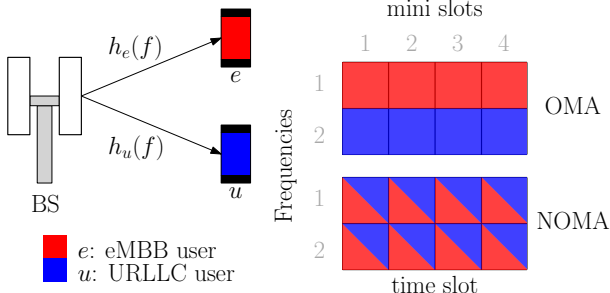 h_e(f)
e
h_u(f)
u
BS
e: eMBB user
u: URLLC user
mini slots
1 2 3 4
Frequencies
1
2
OMA
1
2
NOMA
time slot